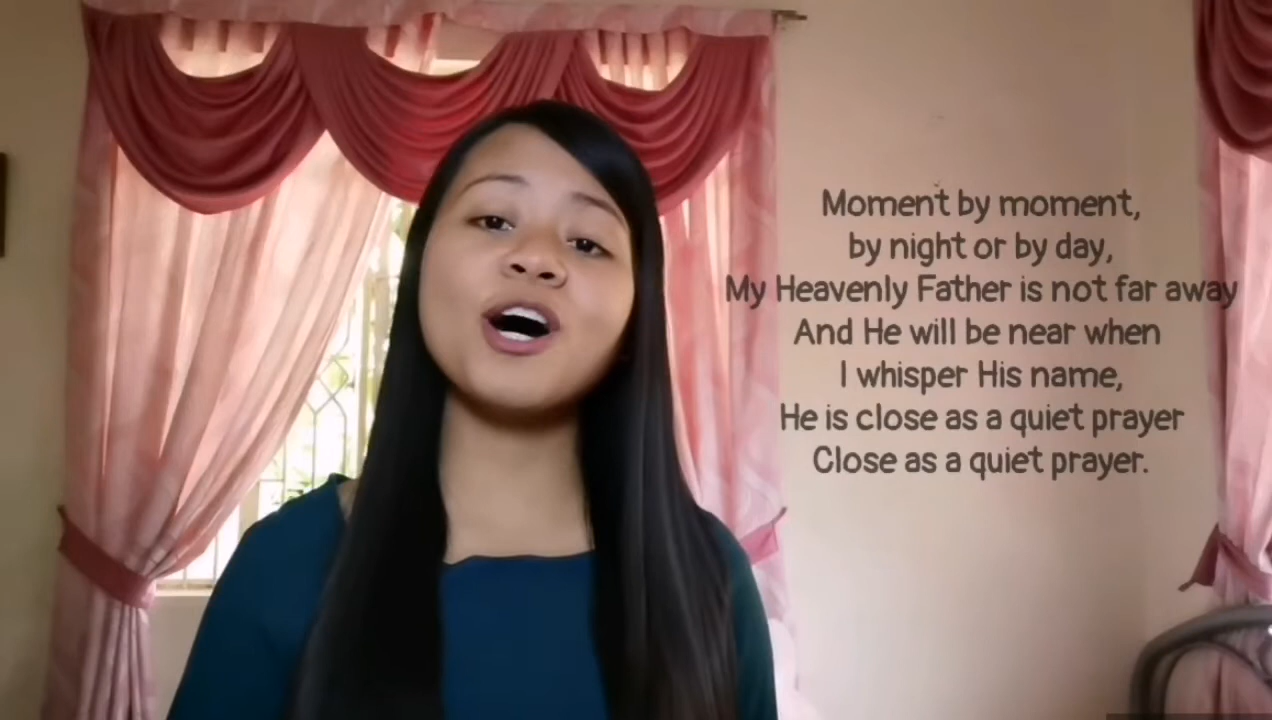 Moment by moment,
by night or by day,
My Heavenly Father is not far away
And He will be near when
I whisper His name,
He is close as a quiet prayer
Close as a quiet prayer.